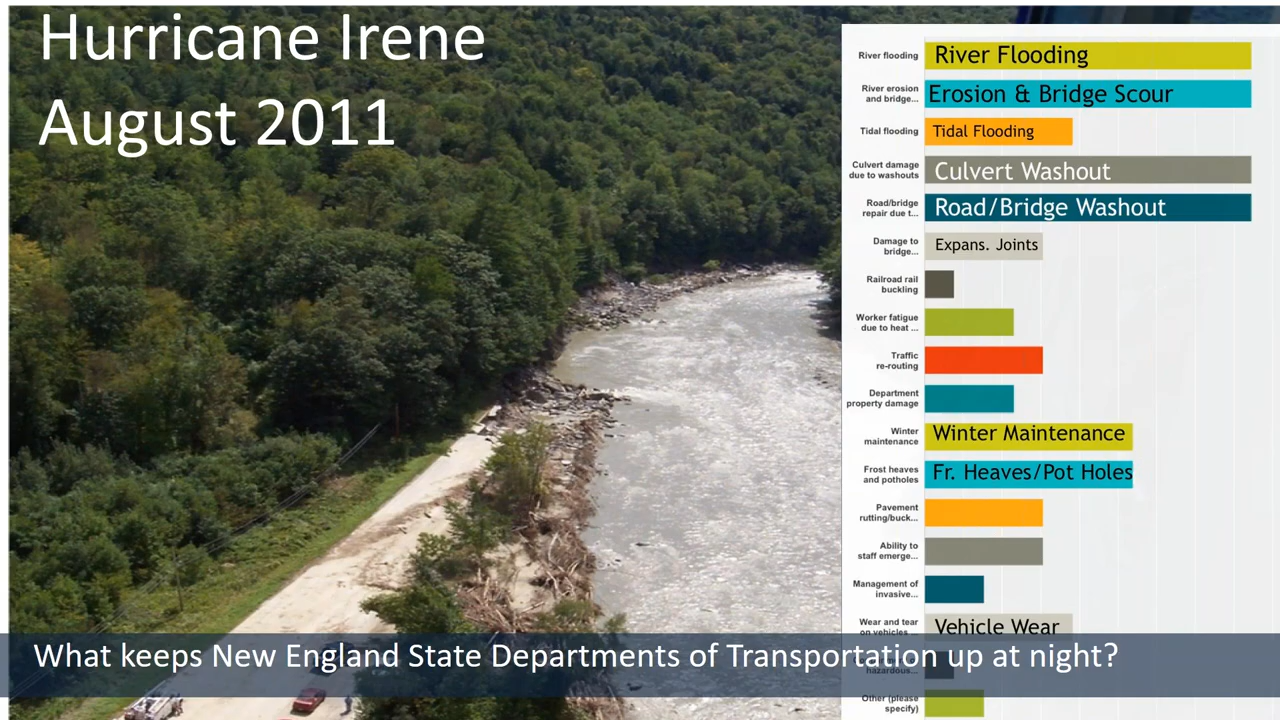 Hurricane Irene
August 2011
River flooding
River Flooding
River erosion
and bridge...
Erosion & Bridge Scour
Tidal flooding
Tidal Flooding
Culvert damage
due to washouts
Culvert Washout
Road/bridge
repair due t...
Road/Bridge Washout
Damage to
bridge...
Expans. Joints
Railroad rail
buckling
Worker fatigue
due to heat ...
Traffic
re-routing
Department
property damage
Winter
maintenance
Winter Maintenance
Frost heaves
and potholes
Fr. Heaves/Pot Holes
Pavement
rutting/buck...
Ability to
staff emerge...
Management of
invasive...
Wear and tear
on vehicles ...
Vehicle Wear
What keeps New England State Departments of Transportation up at night?
hazardous...
Other (please
specify)